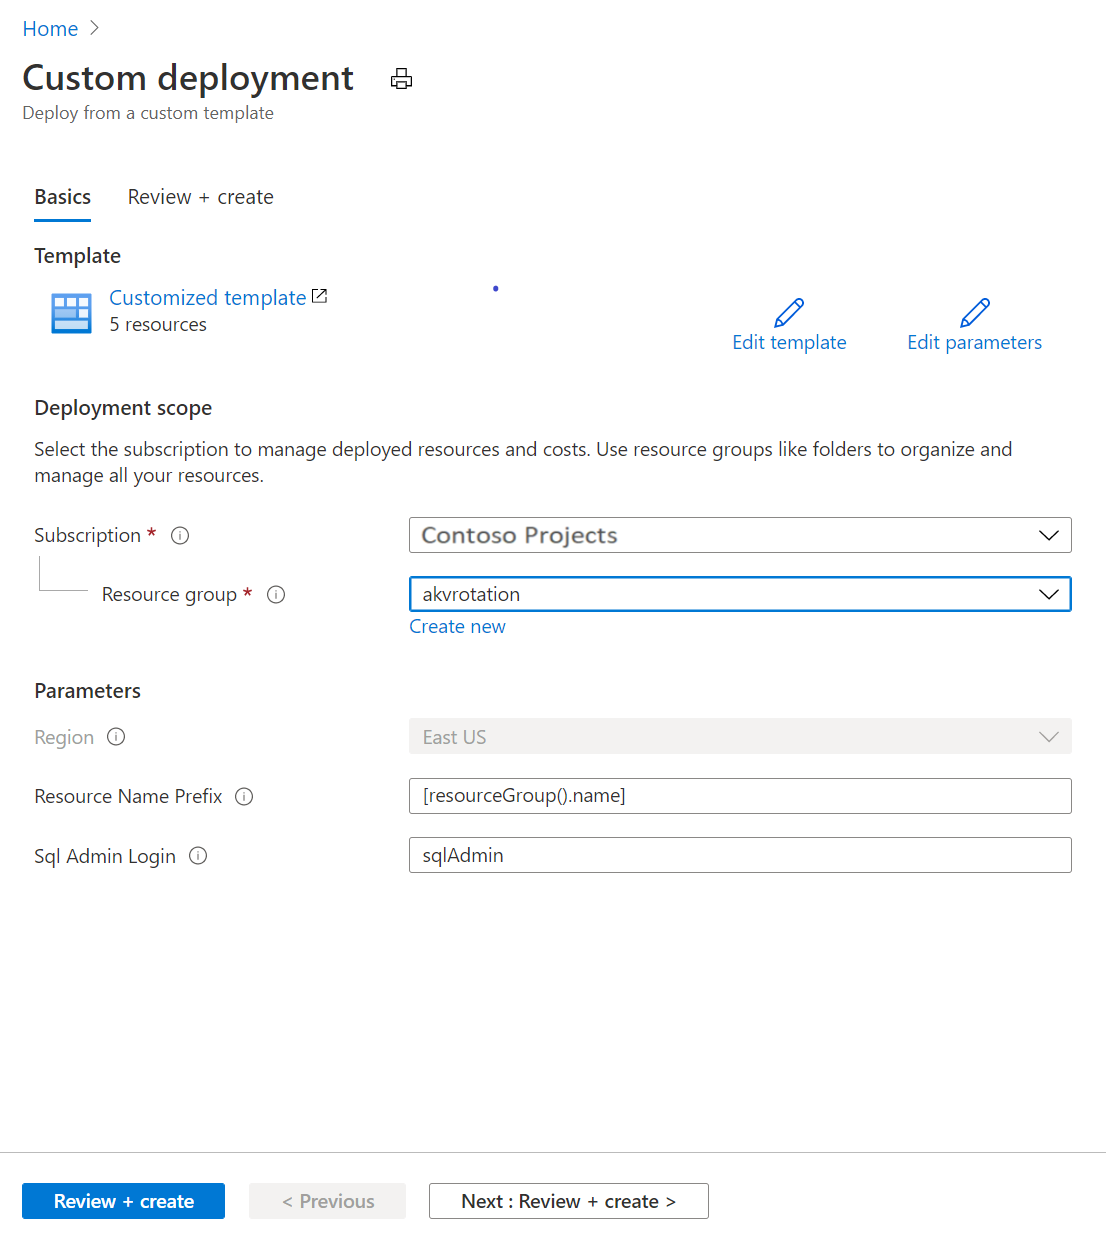 Home >
Custom deployment
Deploy from a custom template
Basics Review + create
Template
Customized template
5 resources
Edit template Edit parameters
Deployment scope
Select the subscription to manage deployed resources and costs. Use resource groups like folders to organize and
manage all your resources.
Subscription * Contoso Projects
Resource group * akvrotation
Create new
Parameters
Region East US
Resource Name Prefix [resourceGroup().name]
Sql Admin Login sqlAdmin
Review + create < Previous Next : Review + create >